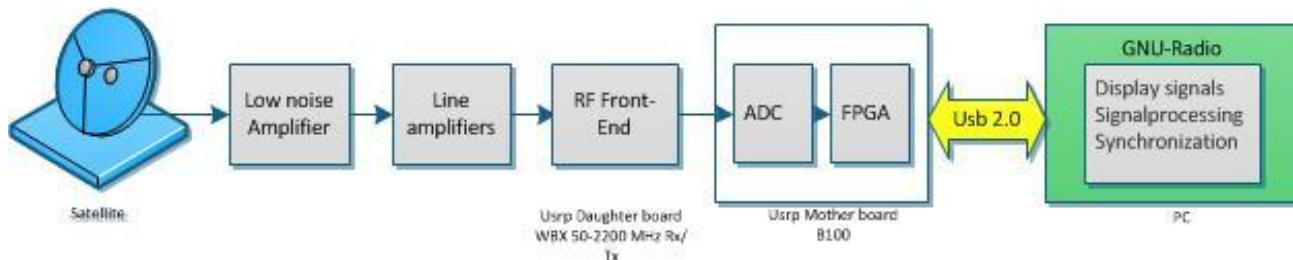 Satellite
Low noise
Amplifier
Line
amplifiers
RF Front-
End
Usrp Daughter board
WBX 50-2200 MHz Rx/
Tx
ADC
FPGA
Usrp Mother board
B100
Usb 2.0
GNU-Radio
Display signals
Signalprocessing
Synchronization
PC